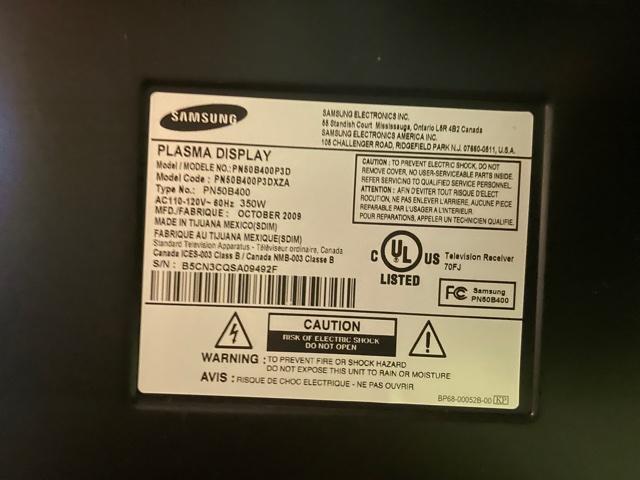 SAMSUNG
SAMSUNG ELECTRONICS INC.
55 Standish Court Mississauga, Ontario L5R 4B2 Canada
SAMSUNG ELECTRONICS AMERICA INC.
105 CHALLENGER ROAD, RIDGEFIELD PARK N.J. 07660-0511, U.S.A.
PLASMA DISPLAY
Model / MODELE NO.: PN50B400P3D
Model Code : PN50B400P3DXZA
Type No.: PN50B400
AC110-120V~ 60Hz 350W
MFD./FABRIQUE: OCTOBER 2009
MADE IN TIJUANA MEXICO(SDIM)
FABRIQUE AU TIJUANA MEXIQUE(SDIM)
Standard Television Apparatus - Téléviseur ordinaire, Canada
Canada ICES-003 Class B / Canada NMB-003 Classe B
S/N : B5CN3CQSA09492F
CAUTION : TO PREVENT ELECTRIC SHOCK, DO NOT
REMOVE COVER, NO USER-SERVICEABLE PARTS INSIDE.
REFER SERVICING TO QUALIFIED SERVICE PERSONNEL.
ATTENTION : AFIN D'EVITER TOUT RISQUE D'ELECT
ROCUTION, NE PAS ENLEVER LE COUVERCLE. AUCUNE PIECE
REPARABLE PAR L'USAGER A L'INTERIEUR.
POUR REPARATIONS, APPELER UN TECHNICIEN QUALIFIE.
C UL US
LISTED
Television Receiver
70FJ
FC Samsung
PN50B400
CAUTION
RISK OF ELECTRIC SHOCK
DO NOT OPEN
WARNING : TO PREVENT FIRE OR SHOCK HAZARD
DO NOT EXPOSE THIS UNIT TO RAIN OR MOISTURE
AVIS : RISQUE DE CHOC ELECTRIQUE - NE PAS OUVRIR
BP68-00052B-00 KP